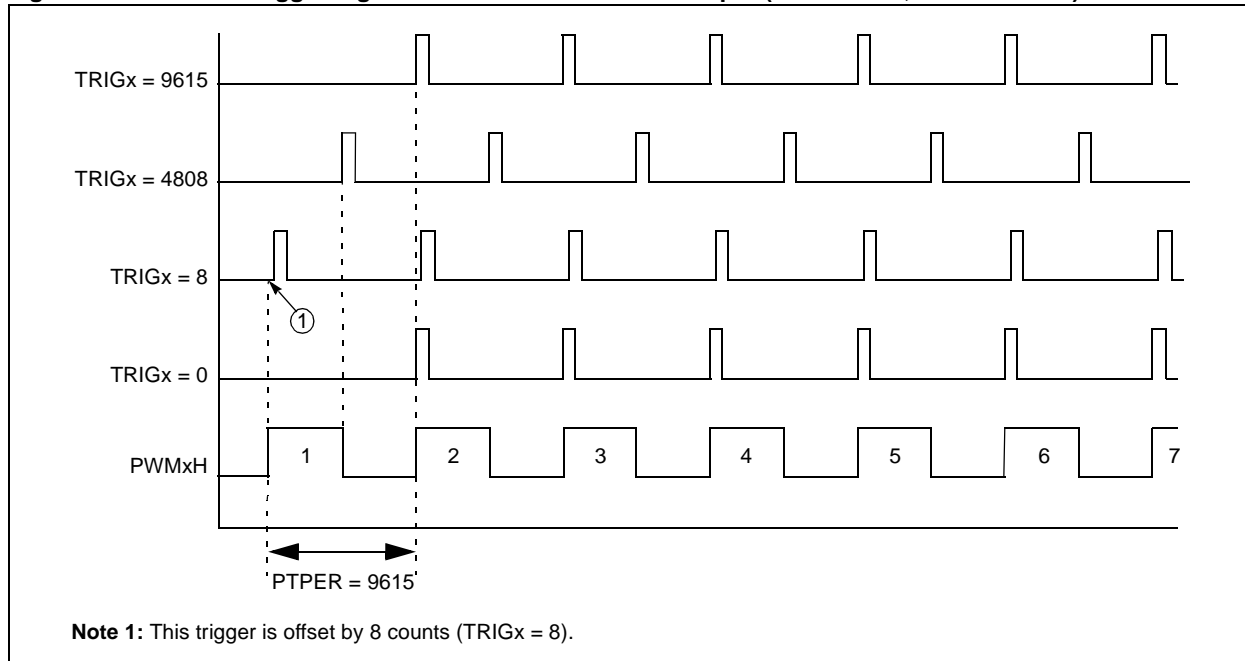 TRIGx = 9615
TRIGx = 4808
TRIGx = 8
1
TRIGx = 0
PWMxH
1 2 3 4 5 6 7
PTPER = 9615
Note 1: This trigger is offset by 8 counts (TRIGx = 8).